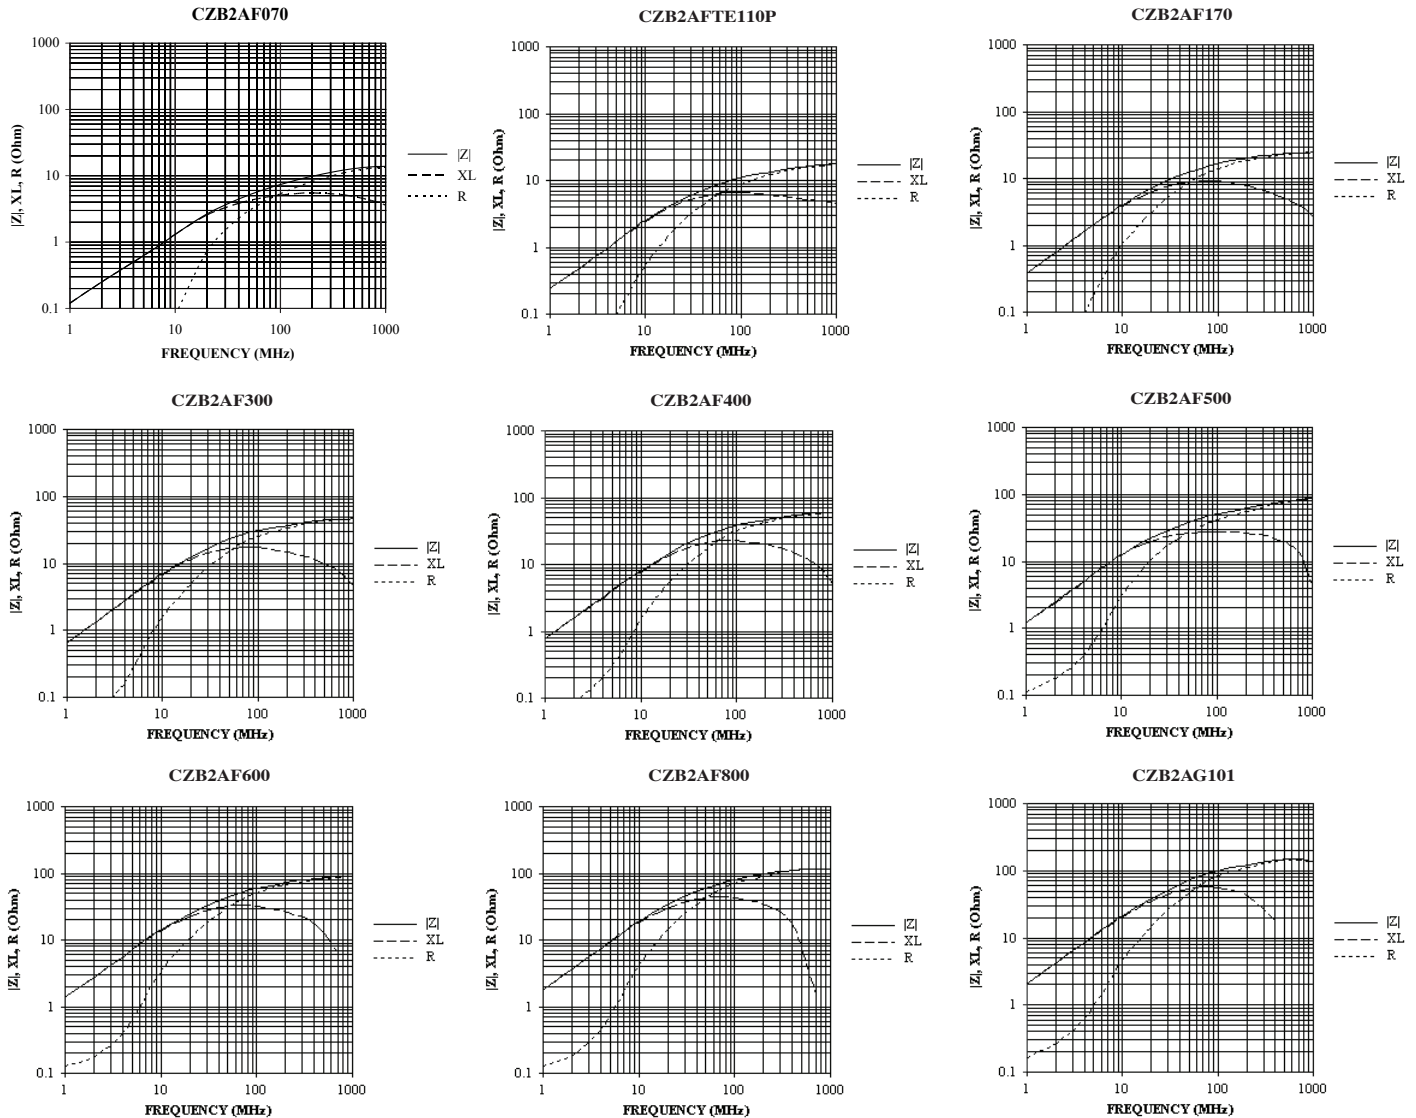 CZB2AF070
|Z|, XL, R (Ohm)
1000
100
10
1
0.1
1 10 100 1000
FREQUENCY (MHz)
|Z|
XL
R
CZB2AFTE110P
|Z|, XL, R (Ohm)
1000
100
10
1
0.1
1 10 100 1000
FREQUENCY (MHz)
|Z|
XL
R
CZB2AF170
|Z|, XL, R (Ohm)
1000
100
10
1
0.1
1 10 100 1000
FREQUENCY (MHz)
|Z|
XL
R
CZB2AF300
|Z|, XL, R (Ohm)
1000
100
10
1
0.1
1 10 100 1000
FREQUENCY (MHz)
|Z|
XL
R
CZB2AF400
|Z|, XL, R (Ohm)
1000
100
10
1
0.1
1 10 100 1000
FREQUENCY (MHz)
|Z|
XL
R
CZB2AF500
|Z|, XL, R (Ohm)
1000
100
10
1
0.1
1 10 100 1000
FREQUENCY (MHz)
|Z|
XL
R
CZB2AF600
|Z|, XL, R (Ohm)
1000
100
10
1
0.1
1 10 100 1000
FREQUENCY (MHz)
|Z|
XL
R
CZB2AF800
|Z|, XL, R (Ohm)
1000
100
10
1
0.1
1 10 100 1000
FREQUENCY (MHz)
|Z|
XL
R
CZB2AG101
|Z|, XL, R (Ohm)
1000
100
10
1
0.1
1 10 100 1000
FREQUENCY (MHz)
|Z|
XL
R